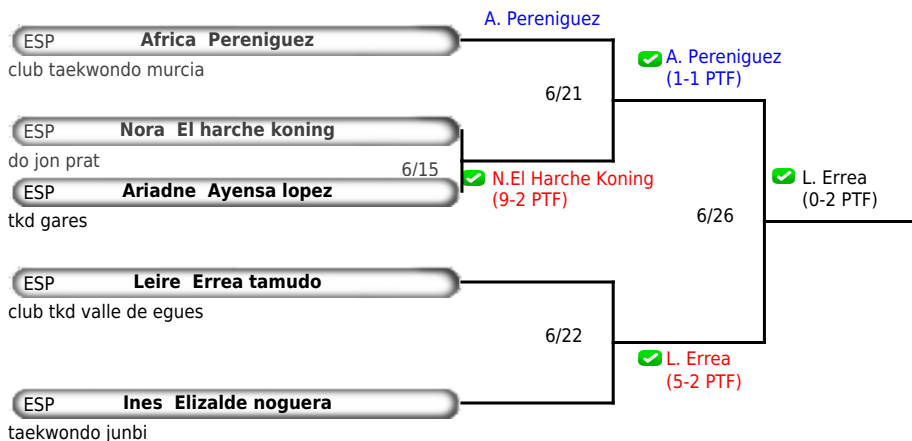 A. Pereniguez
ESP Africa Pereniguez
club taekwondo murcia
A. Pereniguez
(1-1 PTF)
6/21
ESP Nora El harche koning
do jon prat
6/15
N.El Harche Koning
(9-2 PTF)
ESP Ariadne Ayensa lopez
tkd gares
L. Errea
(0-2 PTF)
6/26
ESP Leire Errea tamudo
club tkd valle de egues
6/22
L. Errea
(5-2 PTF)
ESP Ines Elizalde noguera
taekwondo junbi